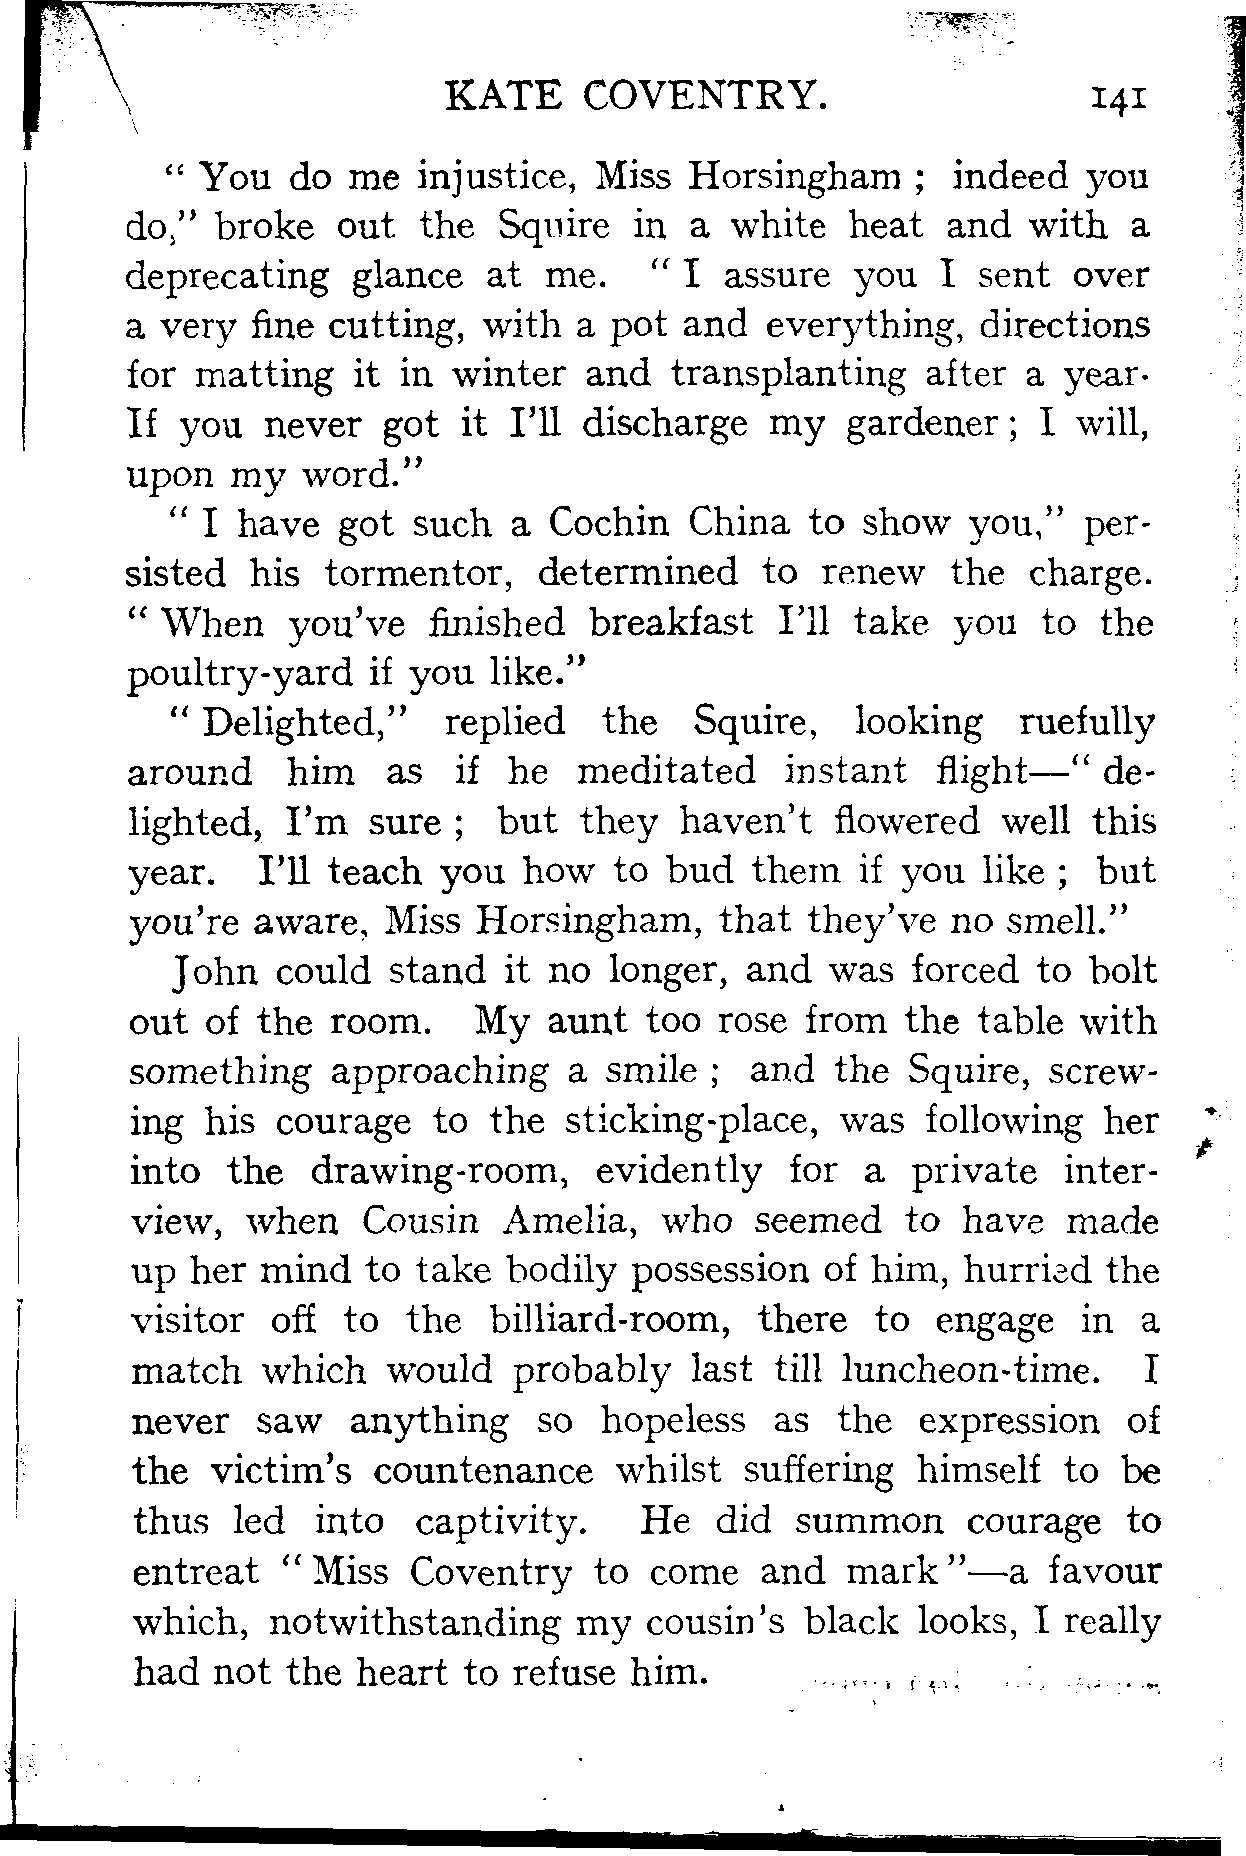 KATE COVENTRY. 141
“ You do me injustice, Miss Horsingham ; indeed you
do,” broke out the Squire in a white heat and with a
deprecating glance at me. “ I assure you I sent over
a very fine cutting, with a pot and everything, directions
for matting it in winter and transplanting after a year.
If you never got it I’ll discharge my gardener ; I will,
upon my word.”
“ I have got such a Cochin China to show you,” per-
sisted his tormentor, determined to renew the charge.
“ When you’ve finished breakfast I’ll take you to the
poultry-yard if you like.”
“ Delighted,” replied the Squire, looking ruefully
around him as if he meditated instant flight—“ de-
lighted, I’m sure ; but they haven’t flowered well this
year. I’ll teach you how to bud them if you like ; but
you’re aware, Miss Horsingham, that they’ve no smell.”
John could stand it no longer, and was forced to bolt
out of the room. My aunt too rose from the table with
something approaching a smile ; and the Squire, screw-
ing his courage to the sticking-place, was following her
into the drawing-room, evidently for a private inter-
view, when Cousin Amelia, who seemed to have made
up her mind to take bodily possession of him, hurried the
visitor off to the billiard-room, there to engage in a
match which would probably last till luncheon-time. I
never saw anything so hopeless as the expression of
the victim’s countenance whilst suffering himself to be
thus led into captivity. He did summon courage to
entreat “ Miss Coventry to come and mark ”—a favour
which, notwithstanding my cousin’s black looks, I really
had not the heart to refuse him.